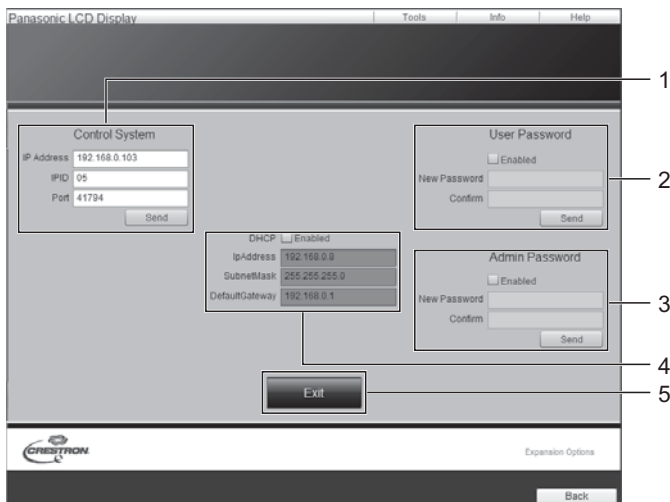 Panasonic LCD Display
Tools Info Help
1
Control System
IP Address 192.168.0.103
IPID 05
Port 41794
Send
User Password
Enabled
New Password
Confirm
Send
2
DHCP Enabled
IpAddress 192.168.0.8
SubnetMask 255.255.255.0
DefaultGateway 192.168.0.1
Admin Password
Enabled
New Password
Confirm
Send
3
4
Exit
5
CRESTRON
Expansion Options
Back